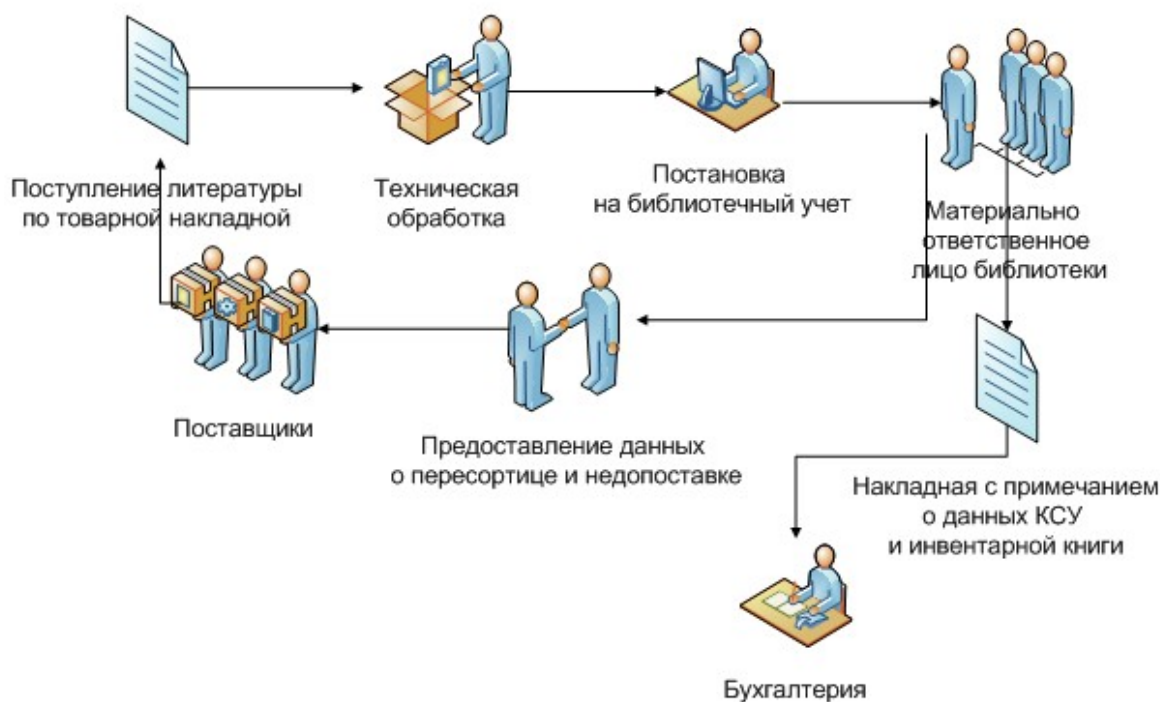 Поступление литературы
по товарной накладной
Техническая
обработка
Постановка
на библиотечный учет
Материально
ответственное
лицо библиотеки
Поставщики
Предоставление данных
о пересортице и недопоставке
Накладная с примечанием
о данных КСУ
и инвентарной книги
Бухгалтерия